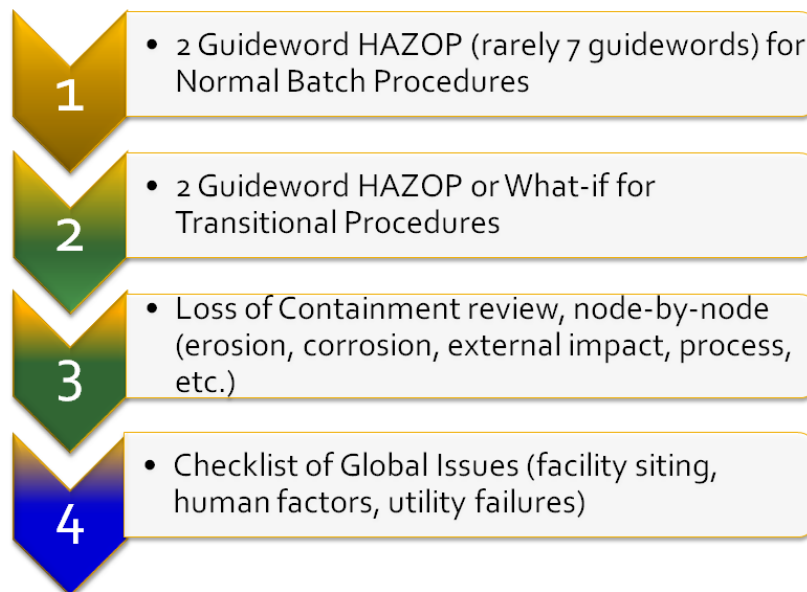 1
• 2 Guideword HAZOP (rarely 7 guidewords) for
Normal Batch Procedures
2
• 2 Guideword HAZOP or What-if for
Transitional Procedures
3
• Loss of Containment review, node-by-node
(erosion, corrosion, external impact, process,
etc.)
4
• Checklist of Global Issues (facility siting,
human factors, utility failures)